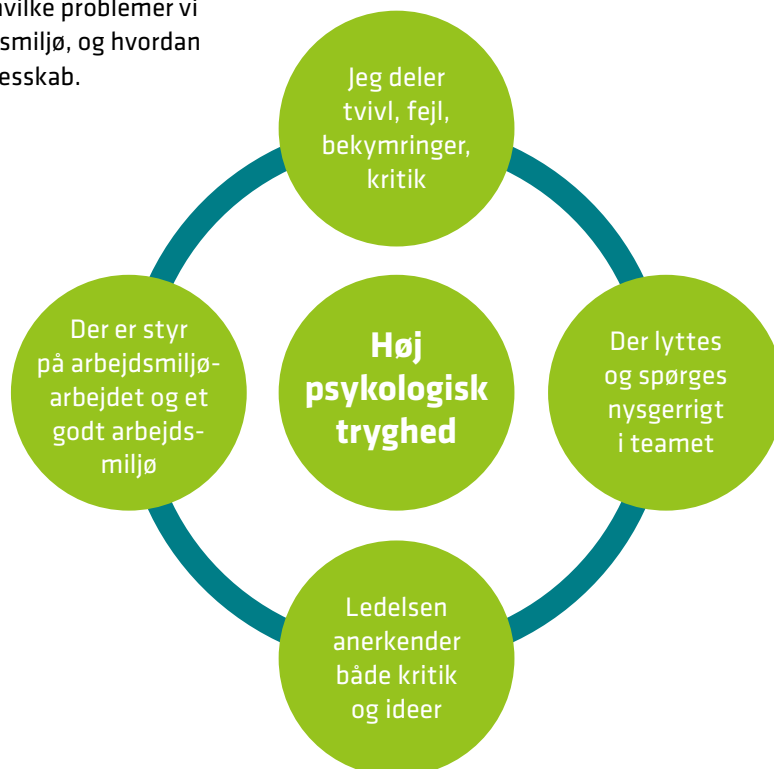 hvilke problemer vi
smiljø, og hvordan
esskab.
Jeg deler
tvivl, fejl,
bekymringer,
kritik
Der er styr
på arbejdsmiljø-
arbejdet og et
godt arbejds-
miljø
Høj
psykologisk
tryghed
Der lyttes
og spørges
nysgerrigt
i teamet
Ledelsen
anerkender
både kritik
og ideer